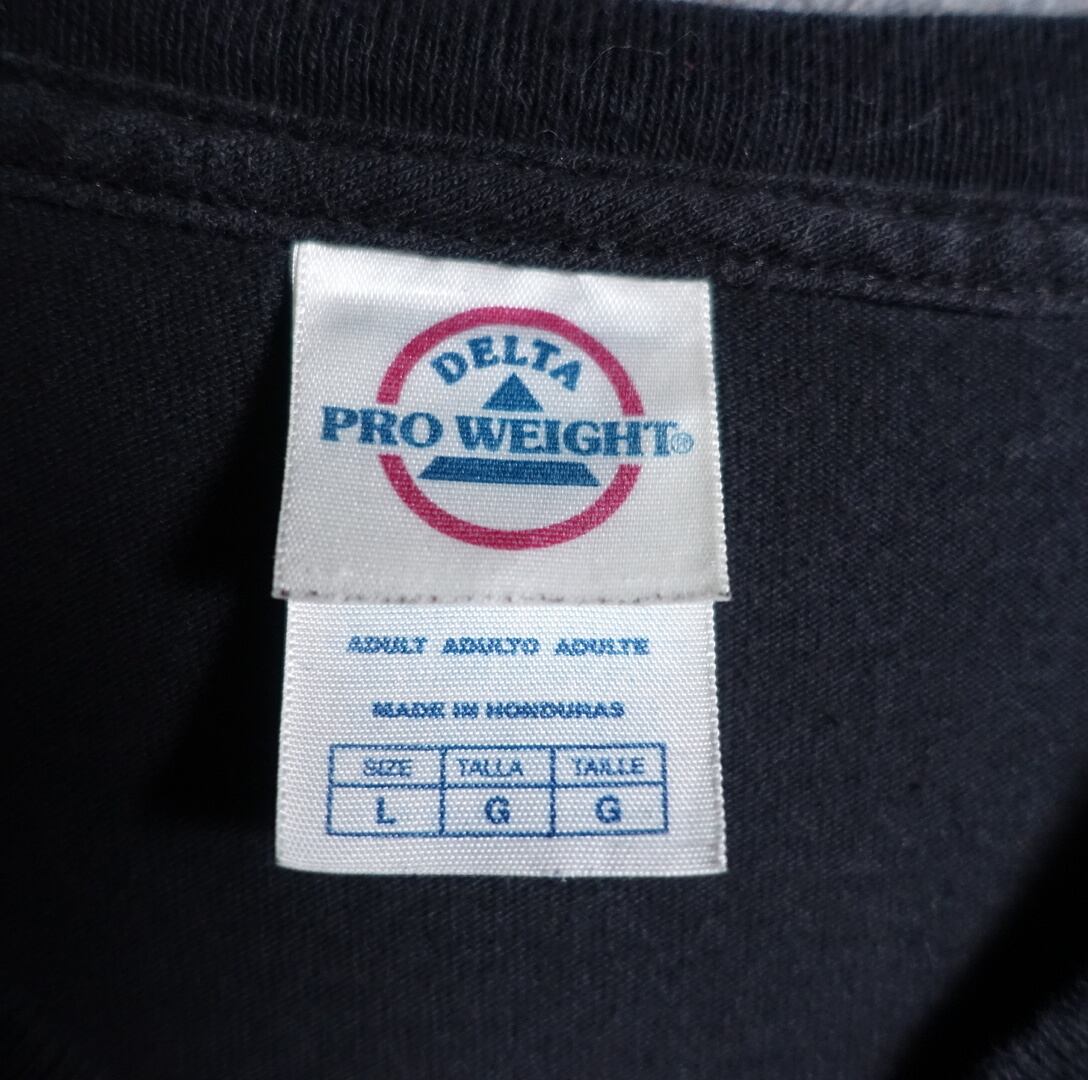 DELTA
PRO WEIGHT®
ADULT ADULTO ADULTE
MADE IN HONDURAS
SIZE TALLA TAILLE
L G G